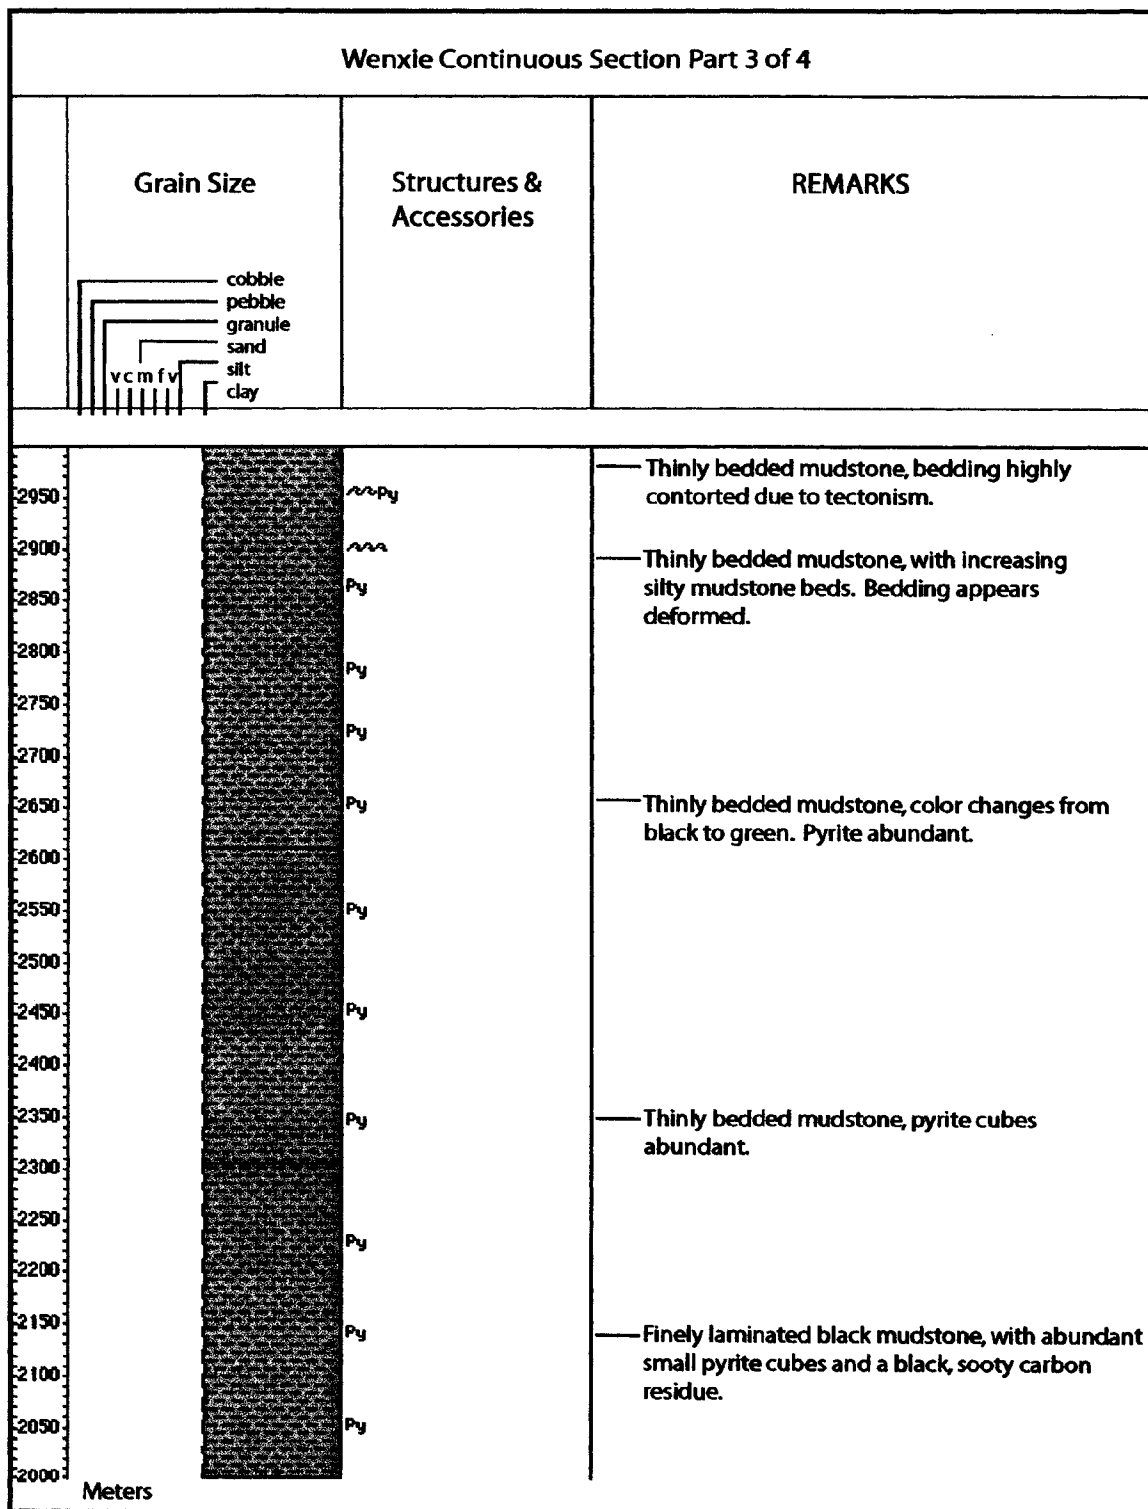 Wenxie Continuous Section Part 3 of 4
Grain Size
Structures &
Accessories
REMARKS
cobble
pebble
granule
sand
v c m f v
silt
clay
Thinly bedded mudstone, bedding highly
contorted due to tectonism.
2950
Py
2900
Thinly bedded mudstone, with increasing
silty mudstone beds. Bedding appears
deformed.
Py
2850
2800
Py
2750
Py
2700
2650
Py
Thinly bedded mudstone, color changes from
black to green. Pyrite abundant.
2600
2550
Py
2500
2450
Py
2400
2350
Py
Thinly bedded mudstone, pyrite cubes
abundant.
2300
2250
Py
2200
2150
Py
Finely laminated black mudstone, with abundant
small pyrite cubes and a black, sooty carbon
residue.
2100
2050
Py
2000
Meters